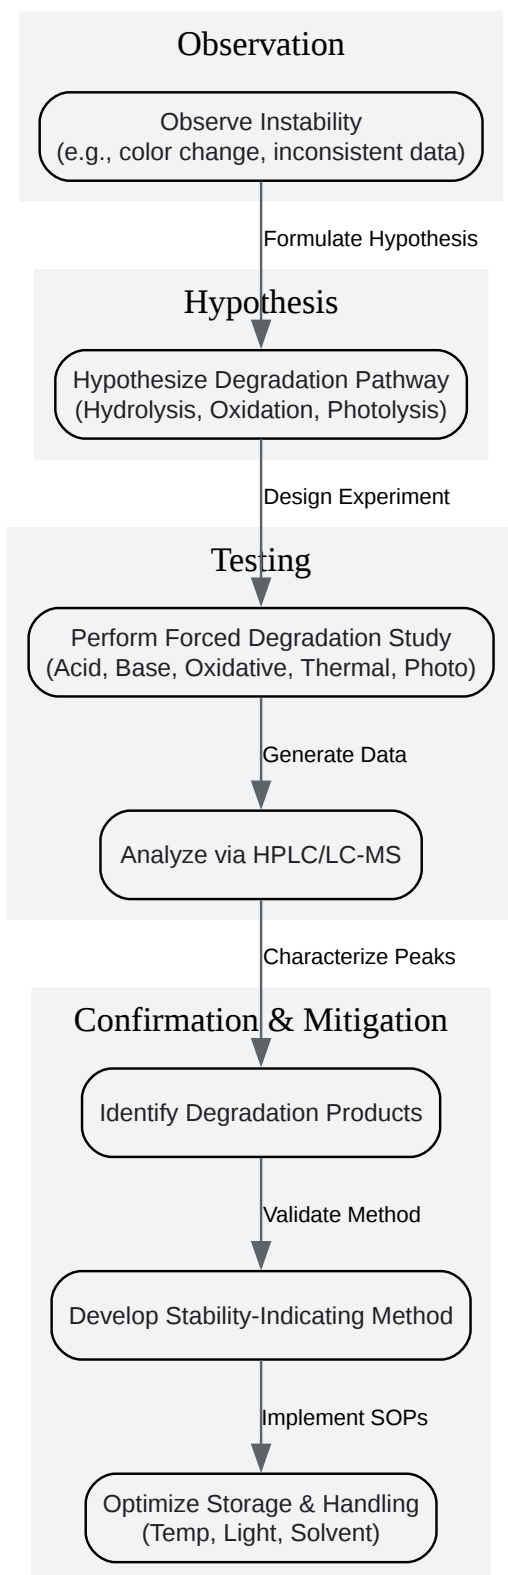 Observation
Observe Instability
(e.g., color change, inconsistent data)
Formulate Hypothesis
Hypothesis
Hypothesize Degradation Pathway
(Hydrolysis, Oxidation, Photolysis)
Design Experiment
Testing
Perform Forced Degradation Study
(Acid, Base, Oxidative, Thermal, Photo)
Generate Data
Analyze via HPLC/LC-MS
Characterize Peaks
Confirmation & Mitigation
Identify Degradation Products
Validate Method
Develop Stability-Indicating Method
Implement SOPs
Optimize Storage & Handling
(Temp, Light, Solvent)